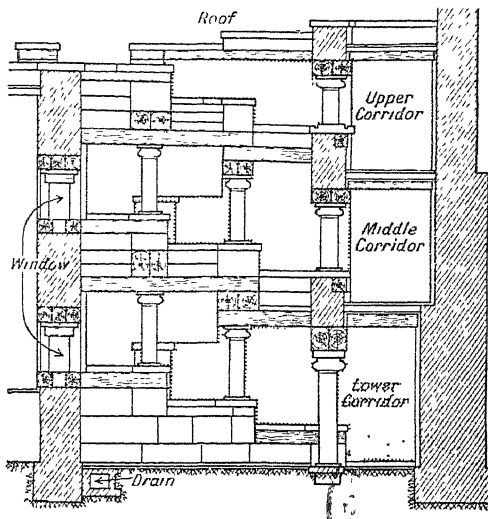 Roof
Upper
Corridor
Middle
Corridor
Window
Lower
Corridor
Drain